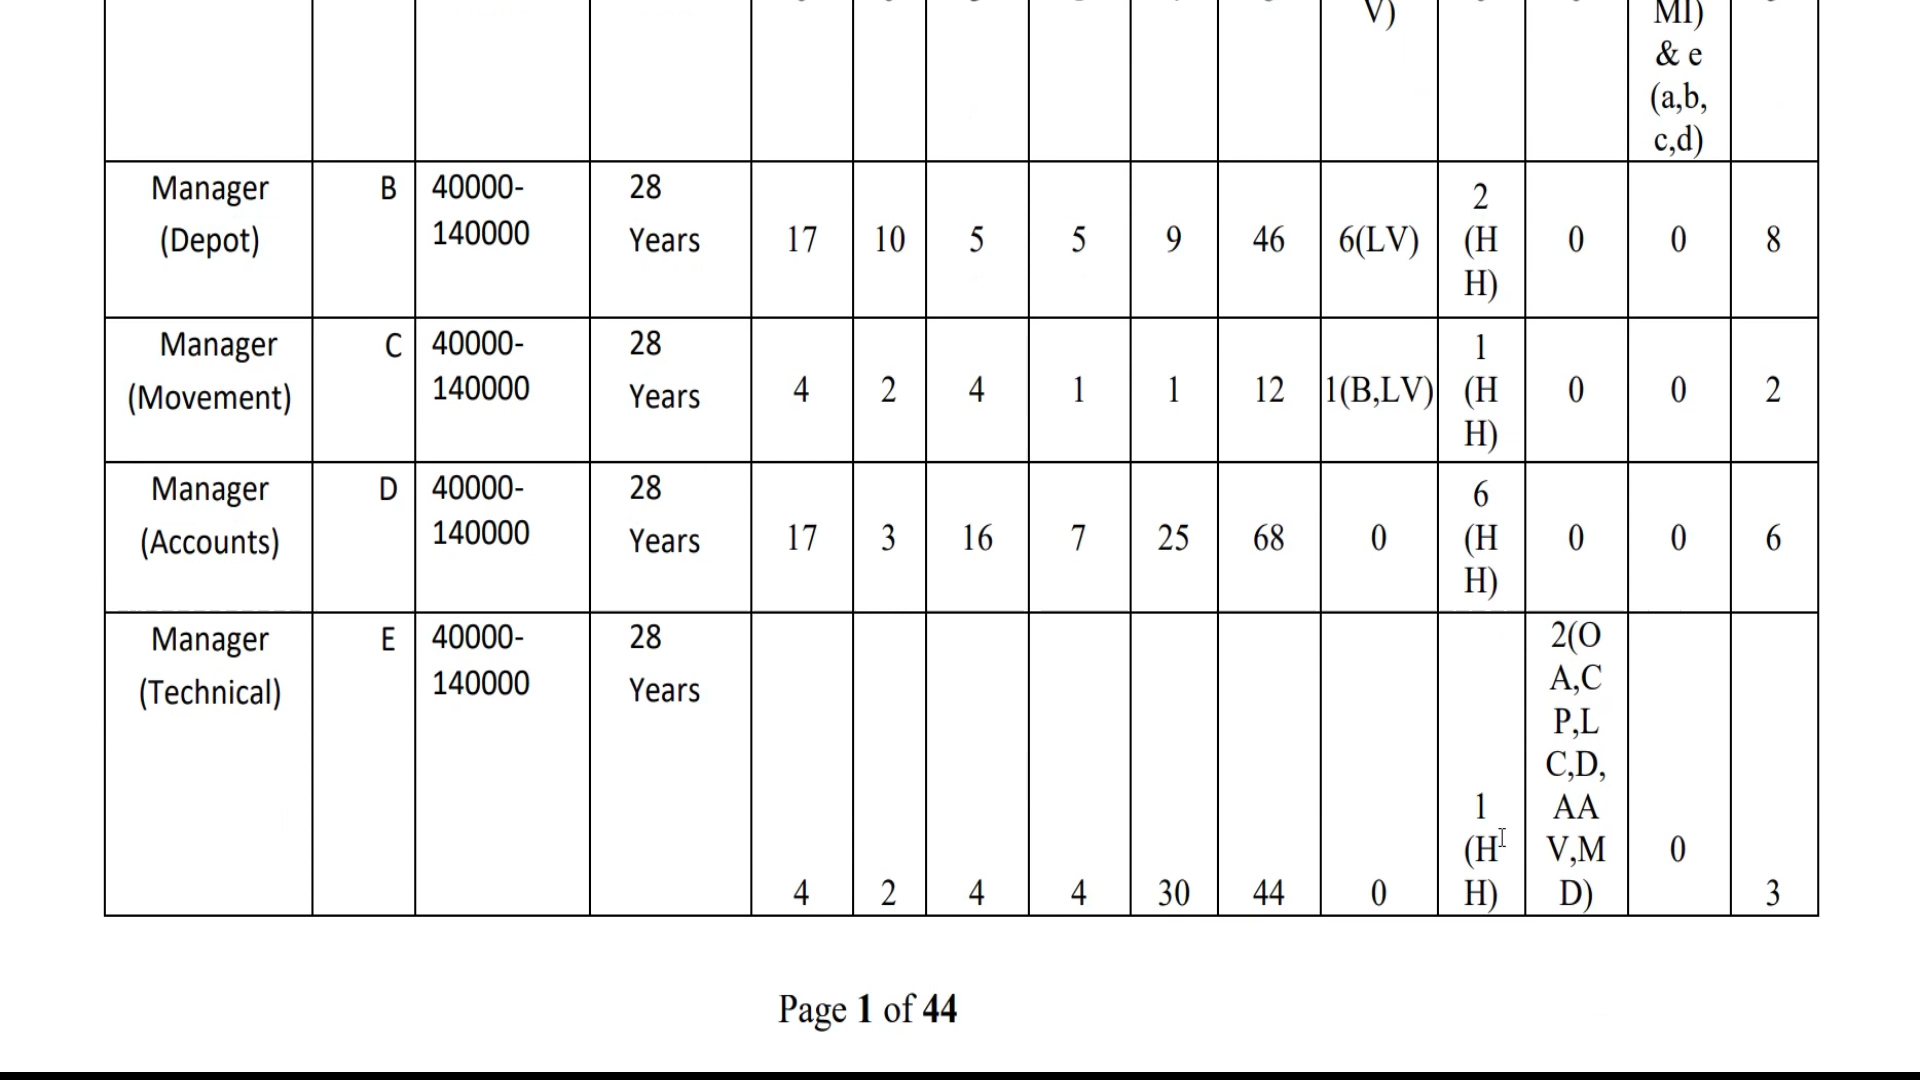 V)
MI)
& e
(a,b,
c,d)
Manager
(Depot)
B
40000-
140000
28
Years
17
10
5
5
9
46
6(LV)
2
(H
H)
0
0
8
Manager
(Movement)
C
40000-
140000
28
Years
4
2
4
1
1
12
1(B,LV)
1
(H
H)
0
0
2
Manager
(Accounts)
D
40000-
140000
28
Years
17
3
16
7
25
68
0
6
(H
H)
0
0
6
Manager
(Technical)
E
40000-
140000
28
Years
4
2
4
4
30
44
0
1
(H
H)
2(O
A,C
P,L
C,D,
AA
V,M
D)
0
3
Page 1 of 44